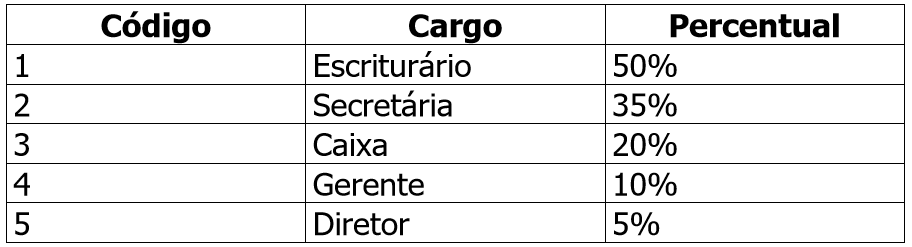 Código Cargo Percentual
1 Escriturário 50%
2 Secretária 35%
3 Caixa 20%
4 Gerente 10%
5 Diretor 5%